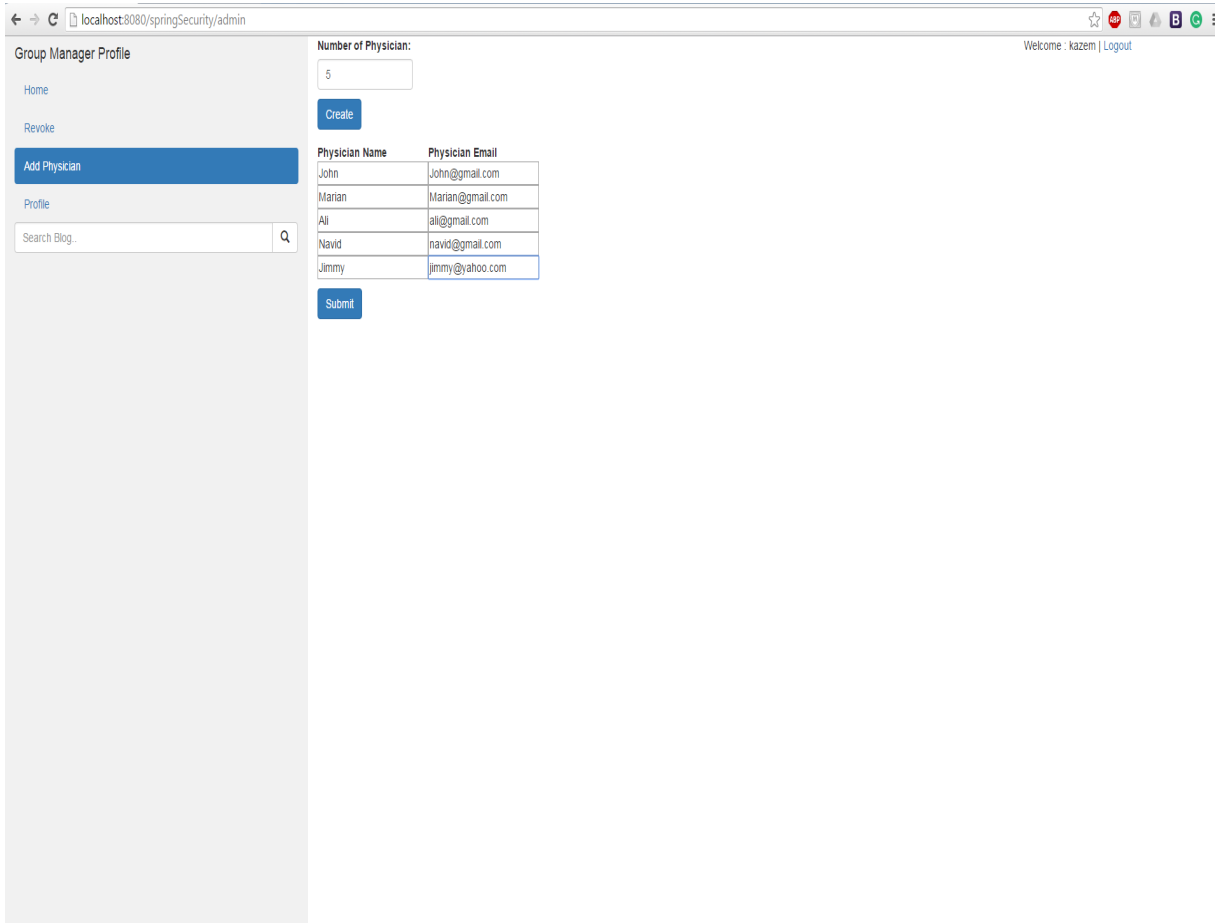 localhost:8080/springSecurity/admin
ABP
B
G
Group Manager Profile
Home
Revoke
Add Physician
Profile
Search Blog..
Welcome : kazem | Logout
Number of Physician:
5
Create
Physician Name Physician Email
John John@gmail.com
Marian Marian@gmail.com
Ali ali@gmail.com
Navid navid@gmail.com
Jimmy jimmy@yahoo.com
Submit